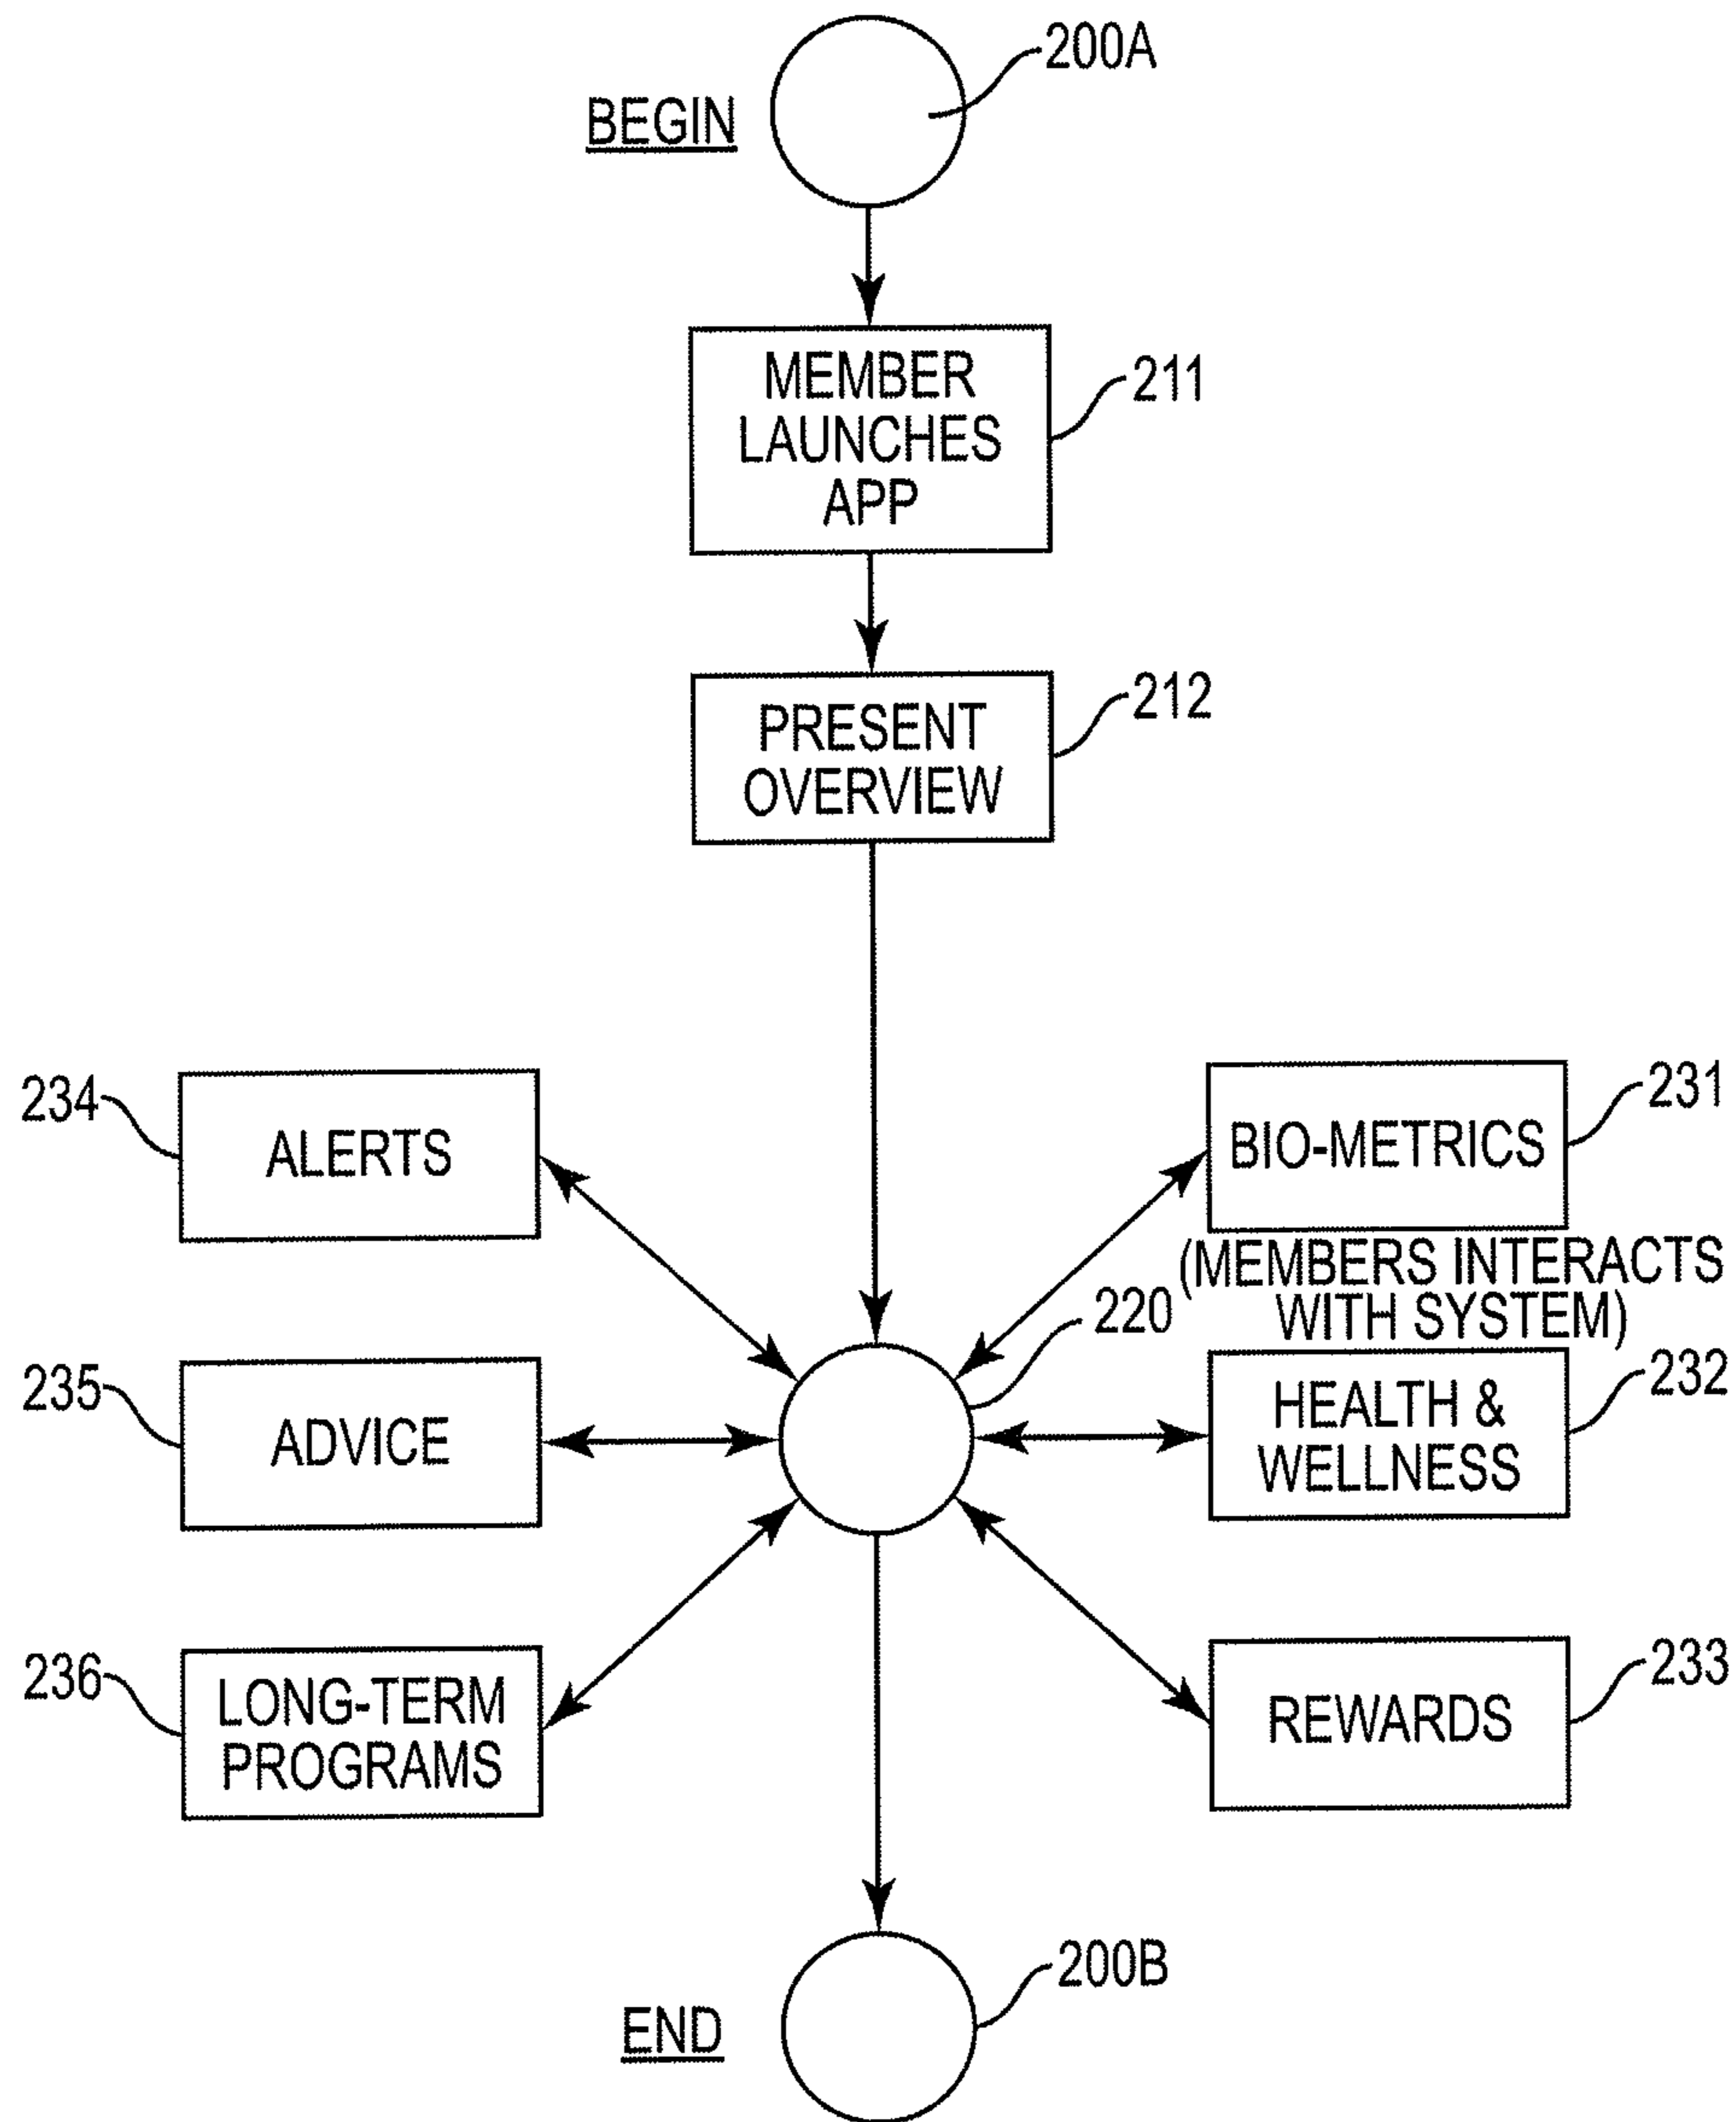 200A
BEGIN
MEMBER
LAUNCHES
APP
211
PRESENT
OVERVIEW
212
234
ALERTS
BIO-METRICS
231
(MEMBERS INTERACTS
WITH SYSTEM)
220
235
ADVICE
HEALTH &
WELLNESS
232
236
LONG-TERM
PROGRAMS
REWARDS
233
200B
END